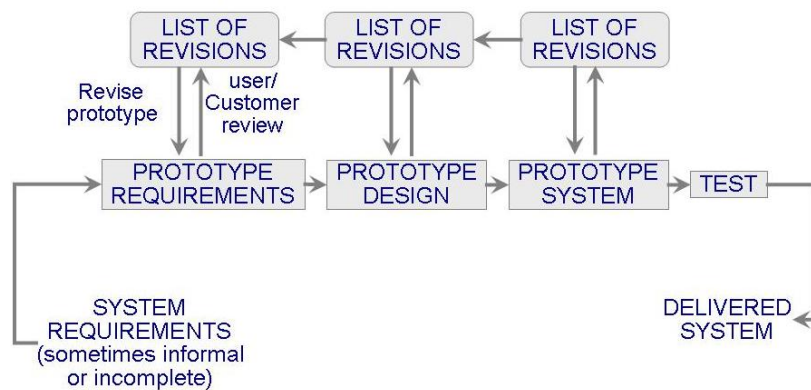 LIST OF
REVISIONS
LIST OF
REVISIONS
LIST OF
REVISIONS
Revise
prototype
user/
Customer
review
PROTOTYPE
REQUIREMENTS
PROTOTYPE
DESIGN
PROTOTYPE
SYSTEM
TEST
SYSTEM
REQUIREMENTS
(sometimes informal
or incomplete)
DELIVERED
SYSTEM